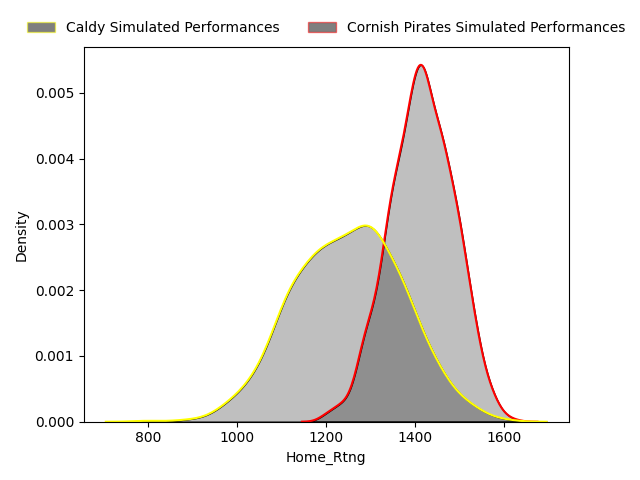 Caldy Simulated Performances
Cornish Pirates Simulated Performances
0.005
0.004
0.003
0.002
0.001
0.000
Density
800 1000 1200 1400 1600
Home_Rtng